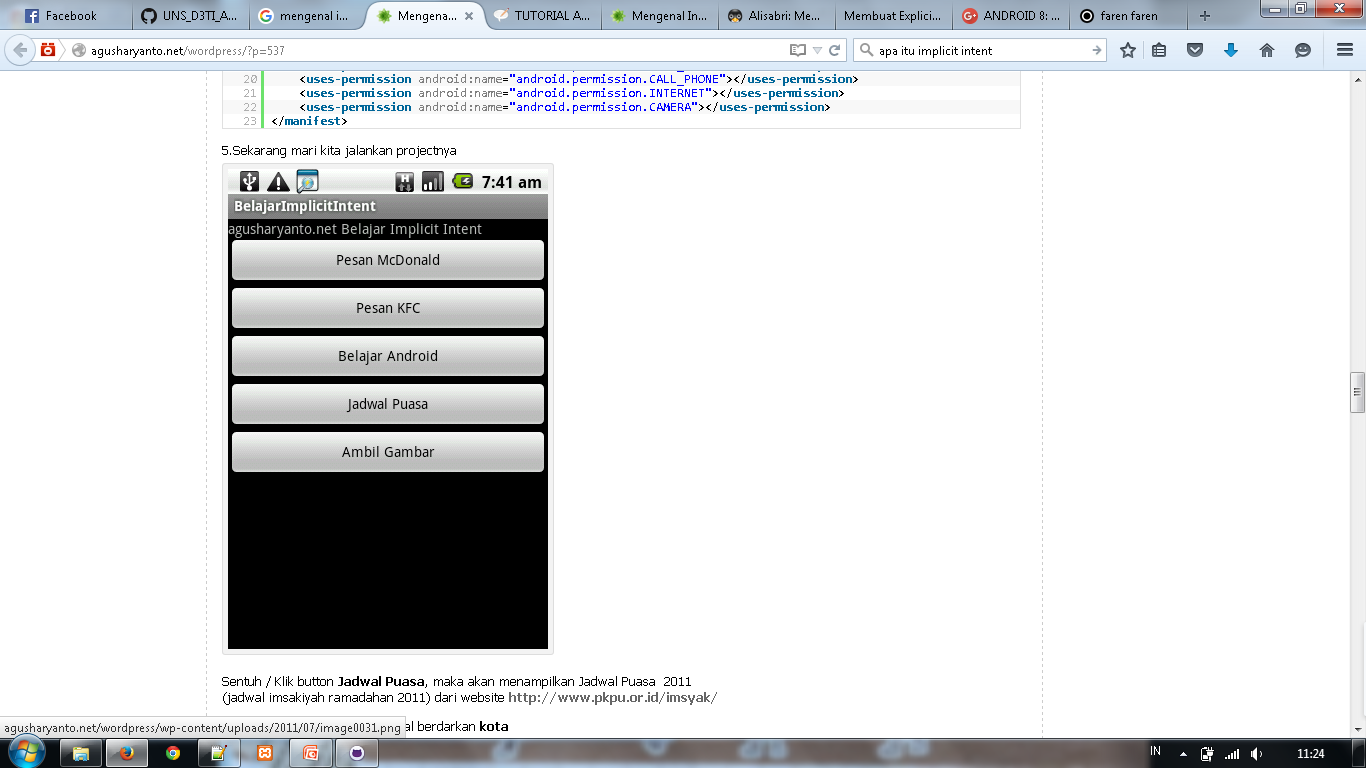 Facebook
UNS_D3TI_A...
mengenal i...
Mengena...
TUTORIAL A...
Mengenal In...
Alisabri: Me...
Membuat Explici...
ANDROID 8: ...
faren faren
agusharyanto.net/wordpress/?p=537
apa itu implicit intent
20 <uses-permission android:name="android.permission.CALL_PHONE"></uses-permission>
21 <uses-permission android:name="android.permission.INTERNET"></uses-permission>
22 <uses-permission android:name="android.permission.CAMERA"></uses-permission>
23 </manifest>
5.Sekarang mari kita jalankan projectnya
7:41 am
BelajarImplicitIntent
agusharyanto.net Belajar Implicit Intent
Pesan McDonald
Pesan KFC
Belajar Android
Jadwal Puasa
Ambil Gambar
Sentuh / Klik button Jadwal Puasa, maka akan menampilkan Jadwal Puasa 2011
(jadwal imsakiyah ramadahan 2011) dari website http://www.pkpu.or.id/imsyak/
agusharyanto.net/wordpress/wp-content/uploads/2011/07/image0031.png
al berdarkan kota
IN
11:24